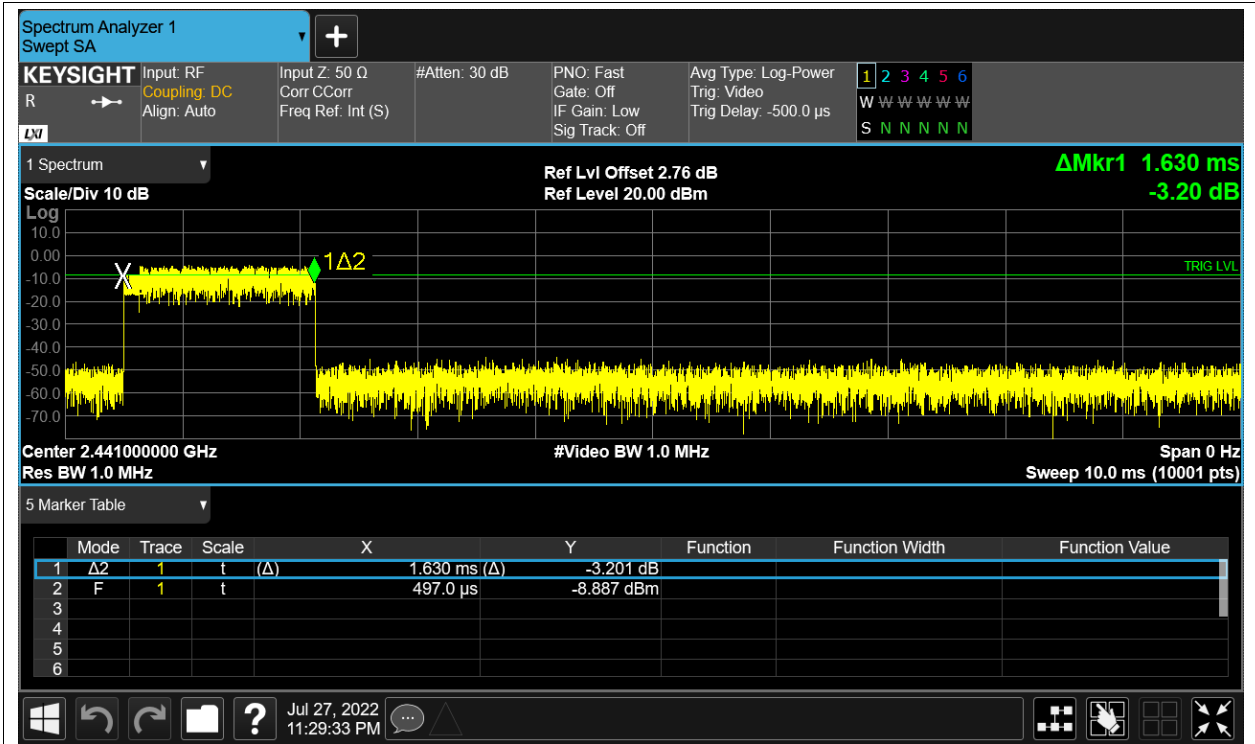 Spectrum Analyzer 1
Swept SA
KEYSIGHT
R
LXI
Input: RF
Coupling: DC
Align: Auto
Input Z: 50 Ω
Corr CCorr
Freq Ref: Int (S)
#Atten: 30 dB
PNO: Fast
Gate: Off
IF Gain: Low
Sig Track: Off
Avg Type: Log-Power
Trig: Video
Trig Delay: -500.0 µs
1 2 3 4 5 6
W W W W W W
S N N N N N
1 Spectrum
Scale/Div 10 dB
Ref Lvl Offset 2.76 dB
Ref Level 20.00 dBm
ΔMkr1 1.630 ms
-3.20 dB
Log
10.0
0.00
-10.0
-20.0
-30.0
-40.0
-50.0
-60.0
-70.0
X
1Δ2
TRIG LVL
Center 2.441000000 GHz
#Video BW 1.0 MHz
Span 0 Hz
Res BW 1.0 MHz
Sweep 10.0 ms (10001 pts)
5 Marker Table
Mode Trace Scale X Y Function Function Width Function Value
1 Δ2 1 t (Δ) 1.630 ms (Δ) -3.201 dB
2 F 1 t 497.0 µs -8.887 dBm
3
4
5
6
?
Jul 27, 2022
11:29:33 PM